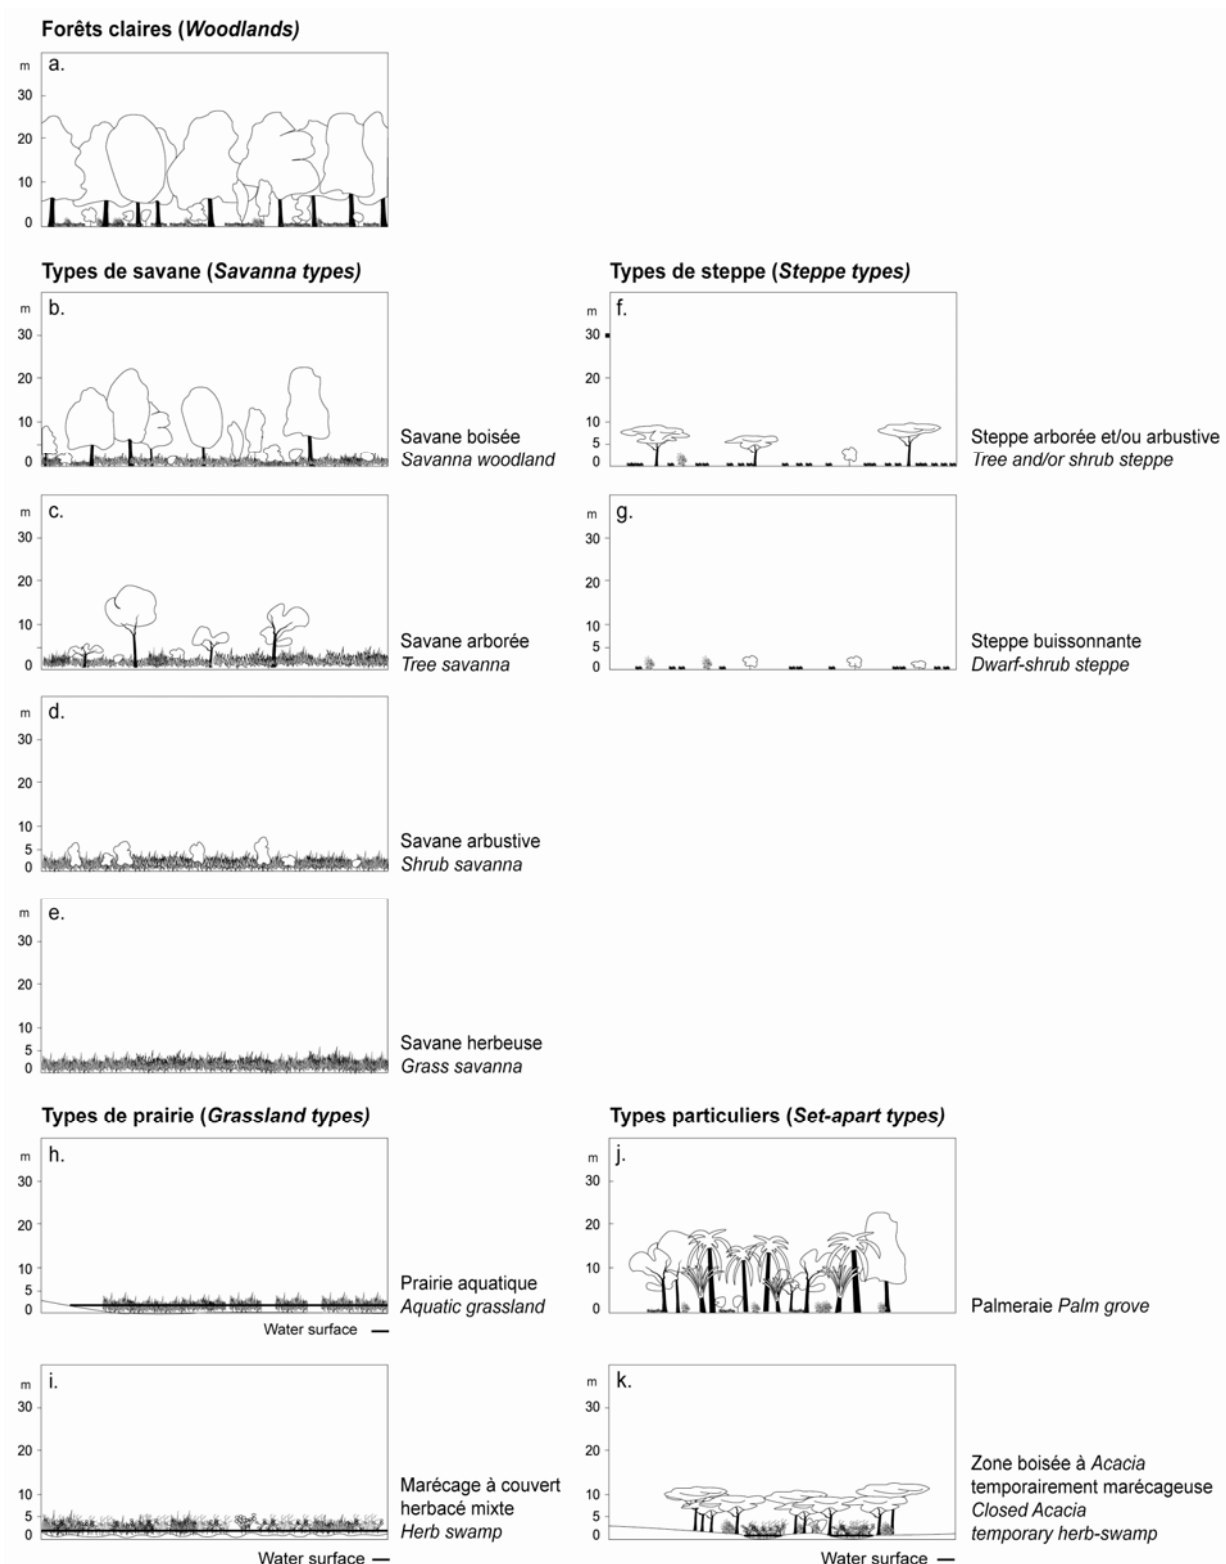 Forêts claires (Woodlands)
m
a.
30
20
10
0
Types de savane (Savanna types)
m
b.
30
20
10
5
0
Savane boisée
Savanna woodland
m
c.
30
20
10
5
0
Savane arborée
Tree savanna
m
d.
30
20
10
5
0
Savane arbustive
Shrub savanna
m
e.
30
20
10
5
0
Savane herbeuse
Grass savanna
Types de steppe (Steppe types)
m
f.
30
20
10
5
0
Steppe arborée et/ou arbustive
Tree and/or shrub steppe
m
g.
30
20
10
5
0
Steppe buissonnante
Dwarf-shrub steppe
Types de prairie (Grassland types)
m
h.
30
20
10
5
0
Prairie aquatique
Aquatic grassland
Water surface
m
i.
30
20
10
5
0
Marécage à couvert
herbacé mixte
Herb swamp
Water surface
Types particuliers (Set-apart types)
m
j.
30
20
10
0
Palmeraie Palm grove
m
k.
30
20
10
5
0
Zone boisée à Acacia
temporairement marécageuse
Closed Acacia
temporary herb-swamp
Water surface